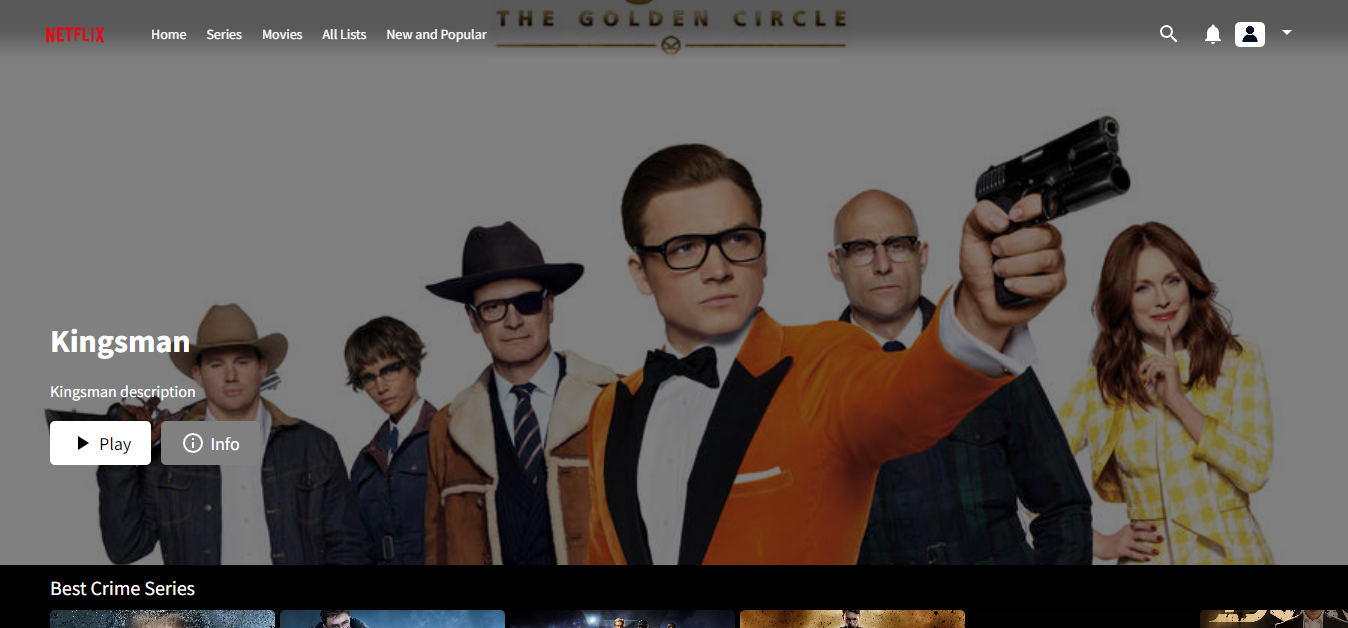 THE GOLDEN CIRCLE
NETFLIX Home Series Movies All Lists New and Popular
Kingsman
Kingsman description
Play Info
Best Crime Series